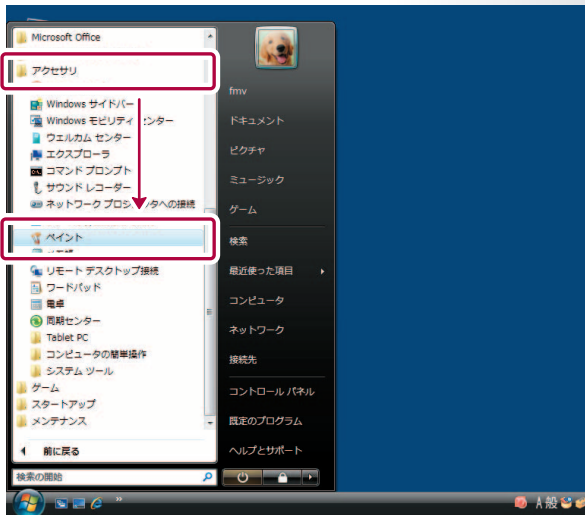 Microsoft Office
アクセサリ
Windows サイドバー
Windows モビリティ センター
ウェルカム センター
エクスプローラ
コマンド プロンプト
サウンド レコーダー
ネットワーク プロジェクタへの接続
ペイント
リモート デスクトップ接続
ワードパッド
電卓
同期センター
Tablet PC
コンピュータの簡単操作
システム ツール
ゲーム
スタートアップ
メンテナンス
前に戻る
検索の開始
fmv
ドキュメント
ピクチャ
ミュージック
ゲーム
検索
最近使った項目
コンピュータ
ネットワーク
接続先
コントロール パネル
既定のプログラム
ヘルプとサポート
A 般